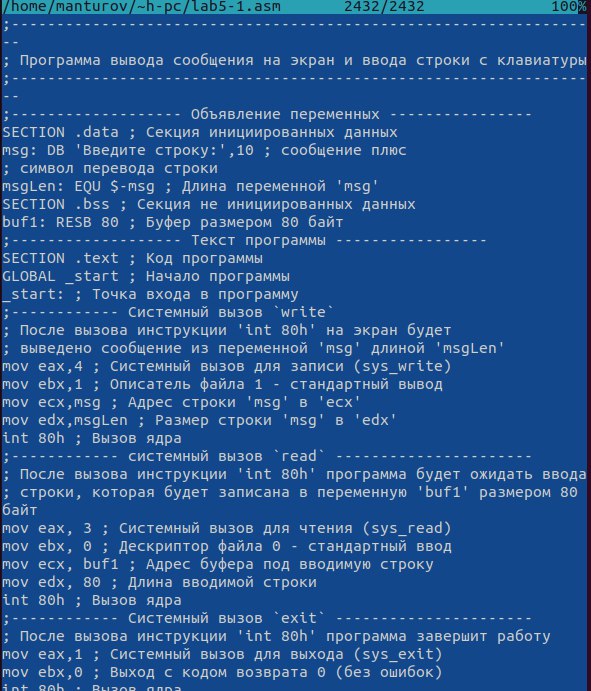 /home/manturov/~h-pc/lab5-1.asm 2432/2432 100%
;---------------------------------------------------------------
--
; Программа вывода сообщения на экран и ввода строки с клавиатуры
;---------------------------------------------------------------
--
;------------------- Объявление переменных ----------------
SECTION .data ; Секция инициированных данных
msg: DB 'Введите строку:',10 ; сообщение плюс
; символ перевода строки
msgLen: EQU $-msg ; Длина переменной 'msg'
SECTION .bss ; Секция не инициированных данных
buf1: RESB 80 ; Буфер размером 80 байт
;------------------- Текст программы -----------------
SECTION .text ; Код программы
GLOBAL _start ; Начало программы
_start: ; Точка входа в программу
;------------ Системный вызов `write`
; После вызова инструкции 'int 80h' на экран будет
; выведено сообщение из переменной 'msg' длиной 'msgLen'
mov eax,4 ; Системный вызов для записи (sys_write)
mov ebx,1 ; Описатель файла 1 - стандартный вывод
mov ecx,msg ; Адрес строки 'msg' в 'ecx'
mov edx,msgLen ; Размер строки 'msg' в 'edx'
int 80h ; Вызов ядра
;------------ системный вызов `read` ----------------------
; После вызова инструкции 'int 80h' программа будет ожидать ввода
; строки, которая будет записана в переменную 'buf1' размером 80
байт
mov eax, 3 ; Системный вызов для чтения (sys_read)
mov ebx, 0 ; Дескриптор файла 0 - стандартный ввод
mov ecx, buf1 ; Адрес буфера под вводимую строку
mov edx, 80 ; Длина вводимой строки
int 80h ; Вызов ядра
;------------ Системный вызов `exit` ----------------------
; После вызова инструкции 'int 80h' программа завершит работу
mov eax,1 ; Системный вызов для выхода (sys_exit)
mov ebx,0 ; Выход с кодом возврата 0 (без ошибок)
int 80h ; Вызов ядра